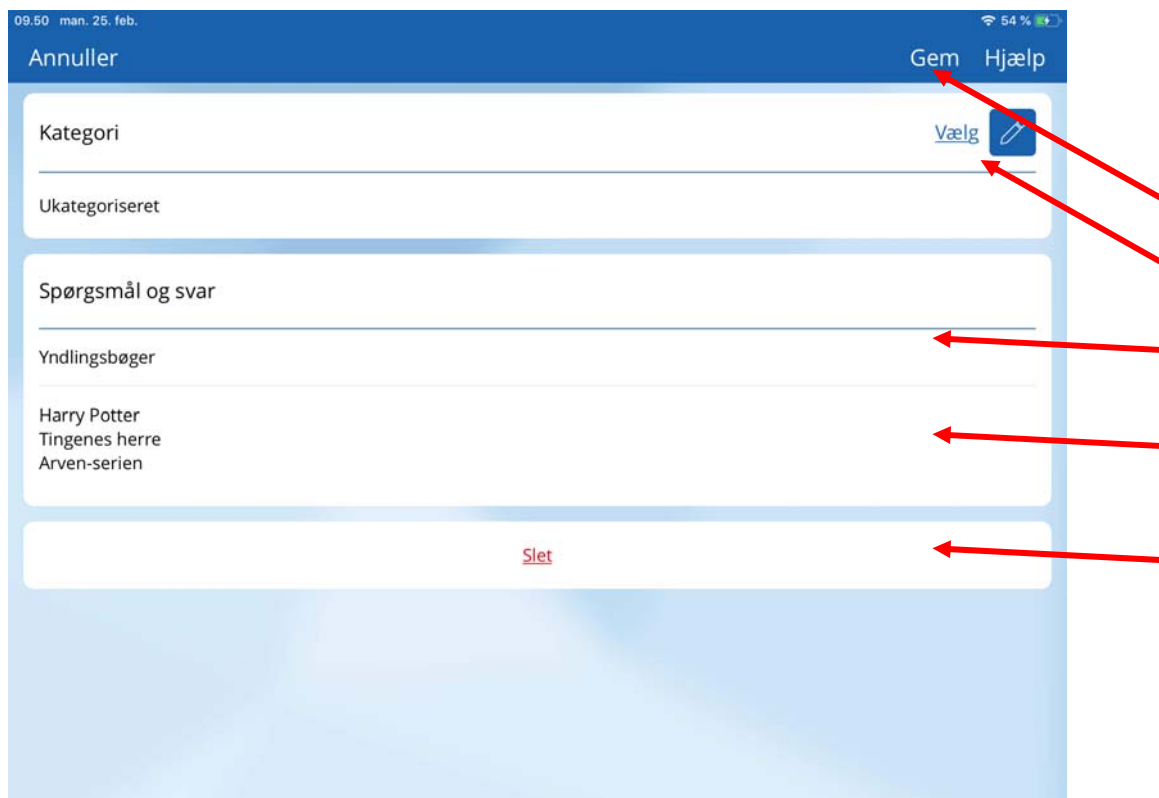 09.50 man. 25. feb. 54 %
Annuller Gem Hjælp
Kategori Vælg
Ukategoriseret
Spørgsmål og svar
Yndlingsbøger
Harry Potter
Tingenes herre
Arven-serien
Slet